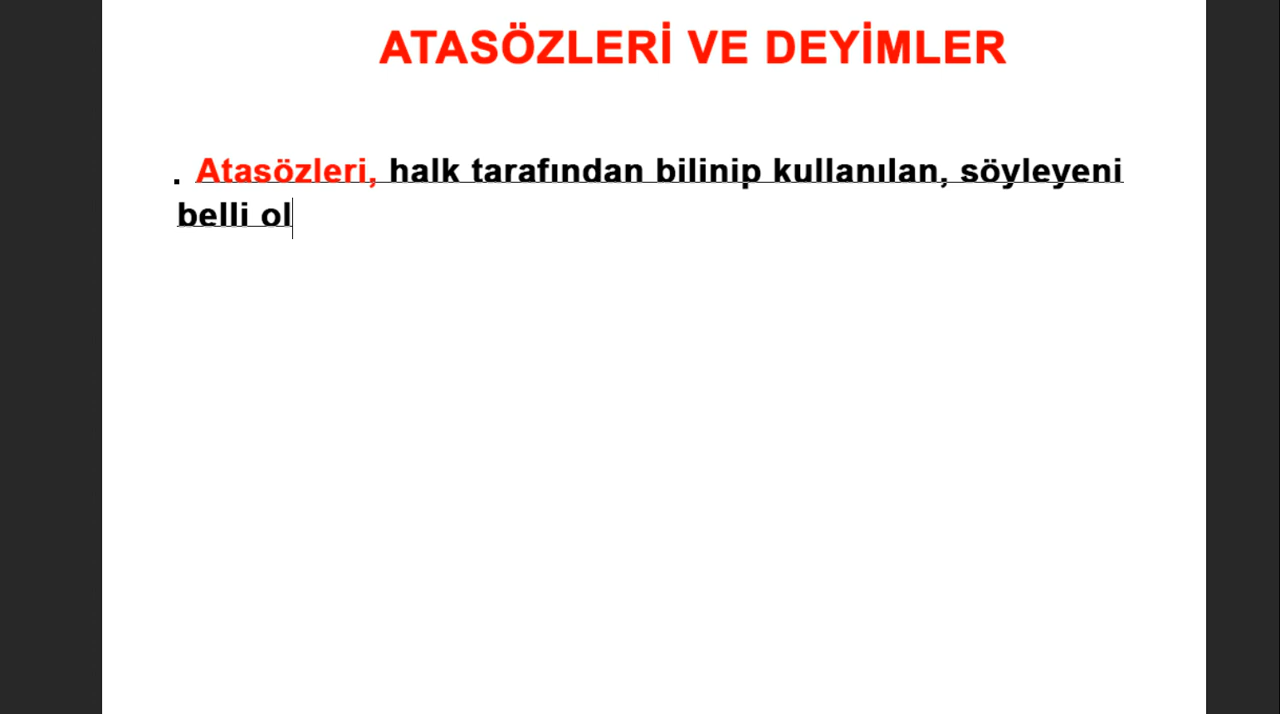 ATASÖZLERİ VE DEYİMLER
. Atasözleri, halk tarafından bilinip kullanılan, söyleyeni
belli ol